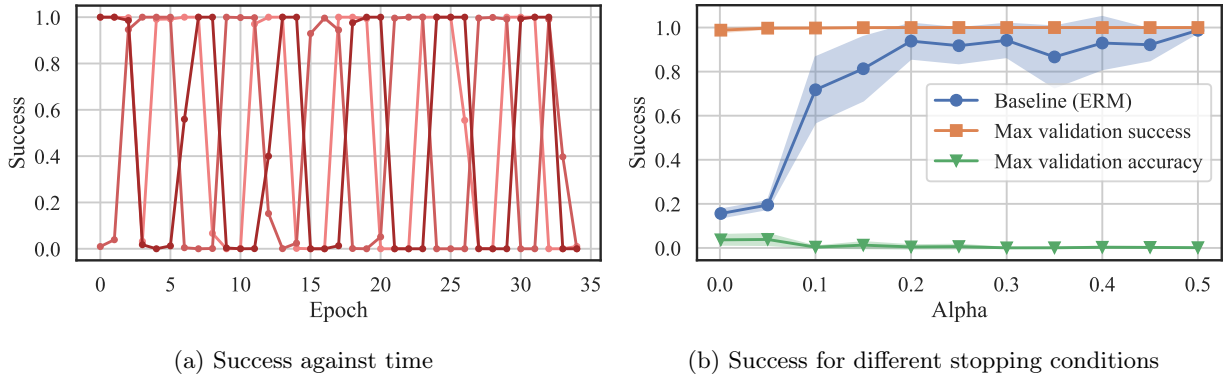 1.0
0.8
0.6
0.4
0.2
0.0
Success
0 5 10 15 20 25 30 35
Epoch
(a) Success against time
1.0
0.8
0.6
0.4
0.2
0.0
Success
Baseline (ERM)
Max validation success
Max validation accuracy
0.0 0.1 0.2 0.3 0.4 0.5
Alpha
(b) Success for different stopping conditions